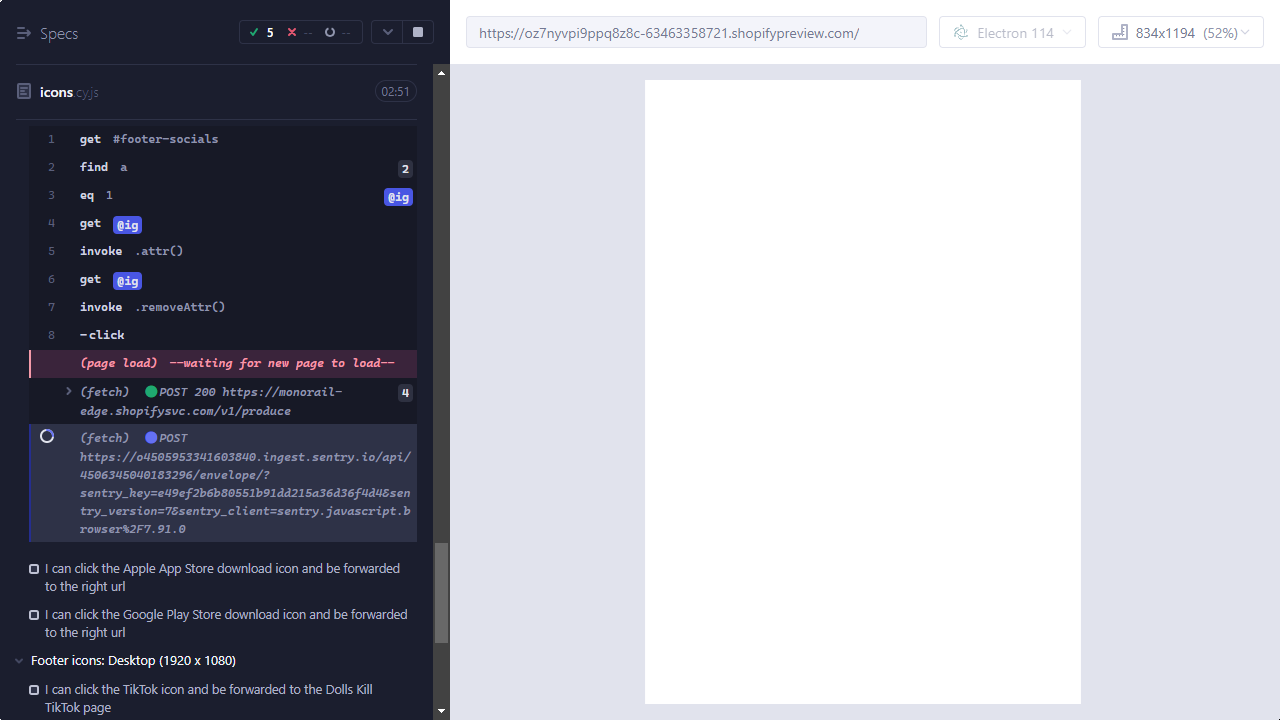 Specs
5
--
--
https://oz7nyvpi9ppq8z8c-63463358721.shopifypreview.com/
Electron 114
834x1194 (52%)
icons.cy.js
02:51
1 get #footer-socials
2 find a 2
3 eq 1 @ig
4 get @ig
5 invoke .attr()
6 get @ig
7 invoke .removeAttr()
8 -click
(page load) --waiting for new page to load--
(fetch) POST 200 https://monorail-
edge.shopifysvc.com/v1/produce
4
(fetch) POST
https://o4505953341603840.ingest.sentry.io/api/
4506345040183296/envelope/?
sentry_key=e49ef2b6b80551b91dd215a36d36f4d4&sen
try_version=7&sentry_client=sentry.javascript.b
rowser%2F7.91.0
I can click the Apple App Store download icon and be forwarded
to the right url
I can click the Google Play Store download icon and be forwarded
to the right url
Footer icons: Desktop (1920 x 1080)
I can click the TikTok icon and be forwarded to the Dolls Kill
TikTok page